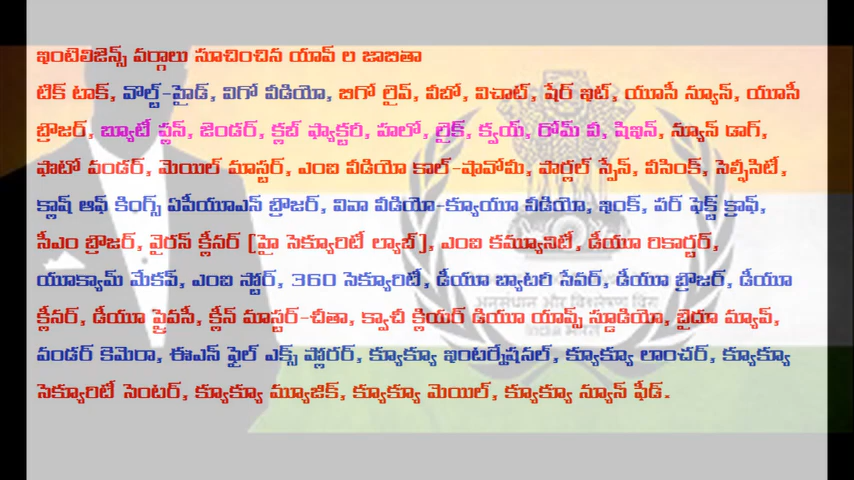 ఇంటెలిజెన్స్ వర్గాలు సూచించిన యాప్ ల జాబితా
టిక్ టాక్, వాల్ట్-హైడ్, విగో వీడియో, బిగో లైవ్, వీబో, విచాట్, షేర్ ఇట్, యూసీ న్యూస్, యూసీ
బ్రౌజర్, బ్యూటీ ప్లస్, జెండర్, క్లబ్ ఫ్యాక్టరీ, హలో, లైక్, క్వయ్, రోమ్ వీ, షిఇన్, న్యూస్ డాగ్,
ఫొటో వండర్, మెయిల్ మాస్టర్, ఎంఐ వీడియో కాల్-షావోమీ, పార్లల్ స్పేస్, వీసింక్, సెల్ఫీసిటీ,
క్లాష్ ఆఫ్ కింగ్స్ ఏపీయూఎస్ బ్రౌజర్, వివా వీడియో-క్యూయూ వీడియో, ఇంక్, పర్ ఫెక్ట్ క్రాఫ్,
సీఎం బ్రౌజర్, వైరస్ క్లీనర్ [హై సెక్యూరిటీ ల్యాబ్], ఎంఐ కమ్యూనిటీ, డీయూ రికార్డర్,
యూక్యామ్ మేకప్, ఎంఐ స్టోర్, 360 సెక్యూరిటీ, డీయూ బ్యాటరీ సేవర్, డీయూ బ్రౌజర్, డీయూ
క్లీనర్, డీయూ ప్రైవసీ, క్లీన్ మాస్టర్-చీతా, క్వాచీ క్లియర్ డీయూ యాప్స్ స్టూడియో, బైదూ మ్యాప్,
వండర్ కెమెరా, ఈఎస్ ఫైల్ ఎక్స్ ప్లోరర్, క్యూక్యూ ఇంటర్నేషనల్, క్యూక్యూ లాంచర్, క్యూక్యూ
సెక్యూరిటీ సెంటర్, క్యూక్యూ మ్యూజిక్, క్యూక్యూ మెయిల్, క్యూక్యూ న్యూస్ ఫీడ్.